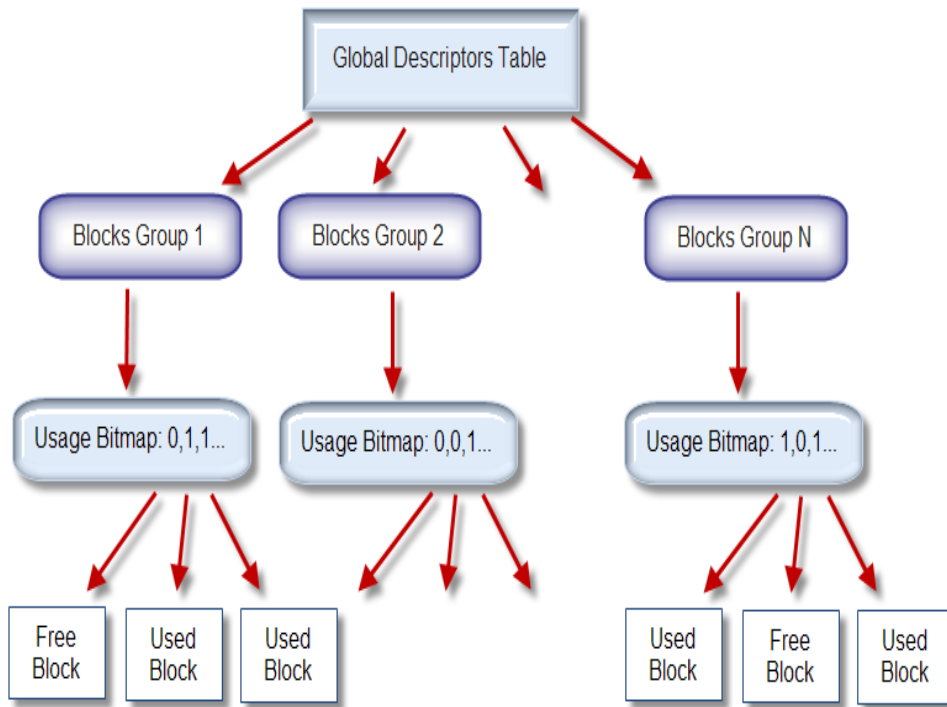 Global Descriptors Table
Blocks Group 1
Blocks Group 2
Blocks Group N
Usage Bitmap: 0,1,1...
Usage Bitmap: 0,0,1...
Usage Bitmap: 1,0,1...
Free
Block
Used
Block
Used
Block
Used
Block
Free
Block
Used
Block